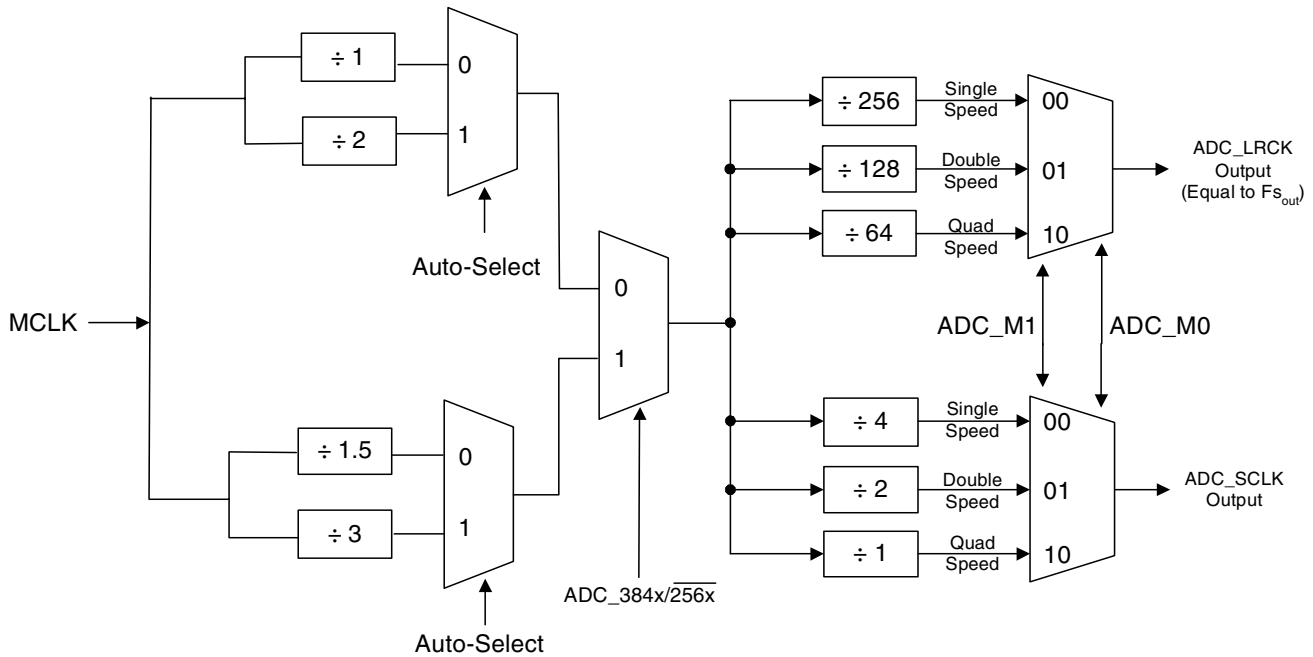 ÷ 1
0
÷ 2
1
Auto-Select
MCLK
÷ 1.5
0
÷ 3
1
Auto-Select
0
1
ADC_384x/256x
÷ 256
Single
Speed
00
÷ 128
Double
Speed
01
÷ 64
Quad
Speed
10
ADC_LRCK
Output
(Equal to Fsout)
ADC_M1
ADC_M0
÷ 4
Single
Speed
00
÷ 2
Double
Speed
01
÷ 1
Quad
Speed
10
ADC_SCLK
Output